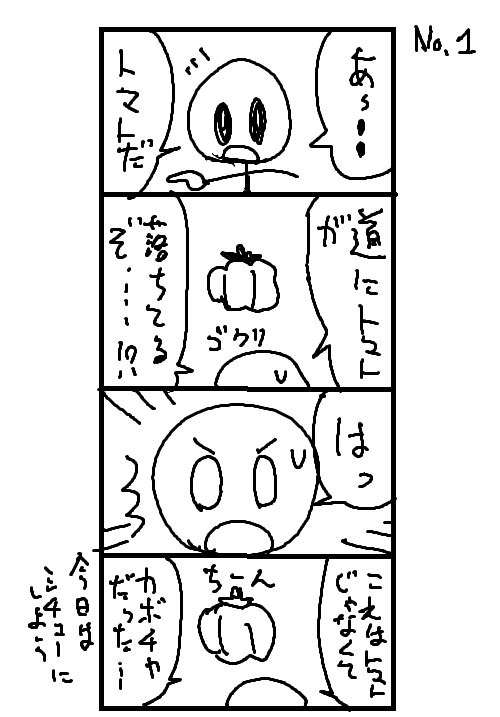 No.1
あ〜・・・
トマトだ
道にトマト
が
落ちてる
ぞ・・・・・・!?
ゴクリ
はっ
こえはトマト
じゃなくて
ちーん
カボチャ
だった・・
今日は
シチューに
しよう